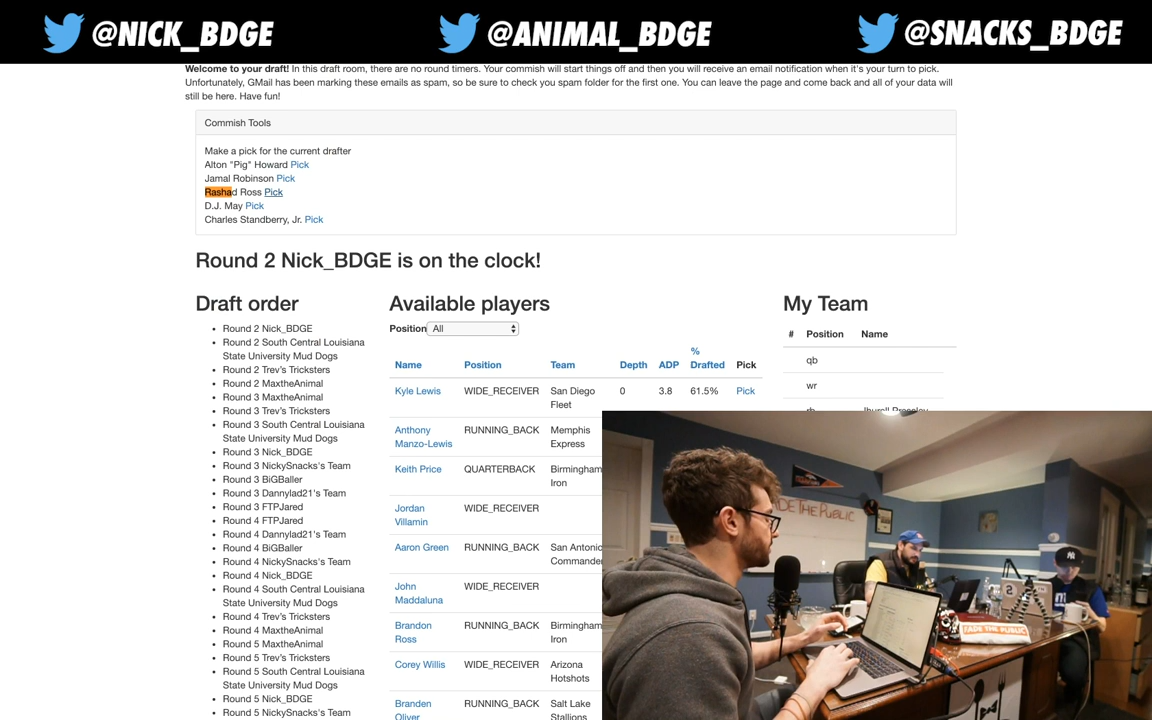 @NICK_BDGE @ANIMAL_BDGE @SNACKS_BDGE
Welcome to your draft! In this draft room, there are no round timers. Your commish will start things off and then you will receive an email notification when it's your turn to pick.
Unfortunately, GMail has been marking these emails as spam, so be sure to check you spam folder for the first one. You can leave the page and come back and all of your data will
still be here. Have fun!
Commish Tools
Make a pick for the current drafter
Alton "Pig" Howard Pick
Jamal Robinson Pick
Rashad Ross Pick
D.J. May Pick
Charles Standberry, Jr. Pick
Round 2 Nick_BDGE is on the clock!
Draft order
Round 2 Nick_BDGE
Round 2 South Central Louisiana
State University Mud Dogs
Round 2 Trev's Tricksters
Round 2 MaxtheAnimal
Round 3 MaxtheAnimal
Round 3 Trev's Tricksters
Round 3 South Central Louisiana
State University Mud Dogs
Round 3 Nick_BDGE
Round 3 NickySnacks's Team
Round 3 BiGBaller
Round 3 Dannylad21's Team
Round 3 FTPJared
Round 4 FTPJared
Round 4 Dannylad21's Team
Round 4 BiGBaller
Round 4 NickySnacks's Team
Round 4 Nick_BDGE
Round 4 South Central Louisiana
State University Mud Dogs
Round 4 Trev's Tricksters
Round 4 MaxtheAnimal
Round 5 MaxtheAnimal
Round 5 Trev's Tricksters
Round 5 South Central Louisiana
State University Mud Dogs
Round 5 Nick_BDGE
Round 5 NickySnacks's Team
Available players
Position All
%
Name Position Team Depth ADP Drafted Pick
Kyle Lewis WIDE_RECEIVER San Diego 0 3.8 61.5% Pick
Fleet
Anthony RUNNING_BACK Memphis
Manzo-Lewis Express
Keith Price QUARTERBACK Birmingham
Iron
Jordan WIDE_RECEIVER
Villamin
Aaron Green RUNNING_BACK San Antonio
Commander
John WIDE_RECEIVER
Maddaluna
Brandon RUNNING_BACK Birmingham
Ross Iron
Corey Willis WIDE_RECEIVER Arizona
Hotshots
Branden RUNNING_BACK Salt Lake
Oliver Stallions
My Team
# Position Name
qb
wr
rb Jhurell Pressley
FADE THE PUBLIC
FADE THE PUBLIC